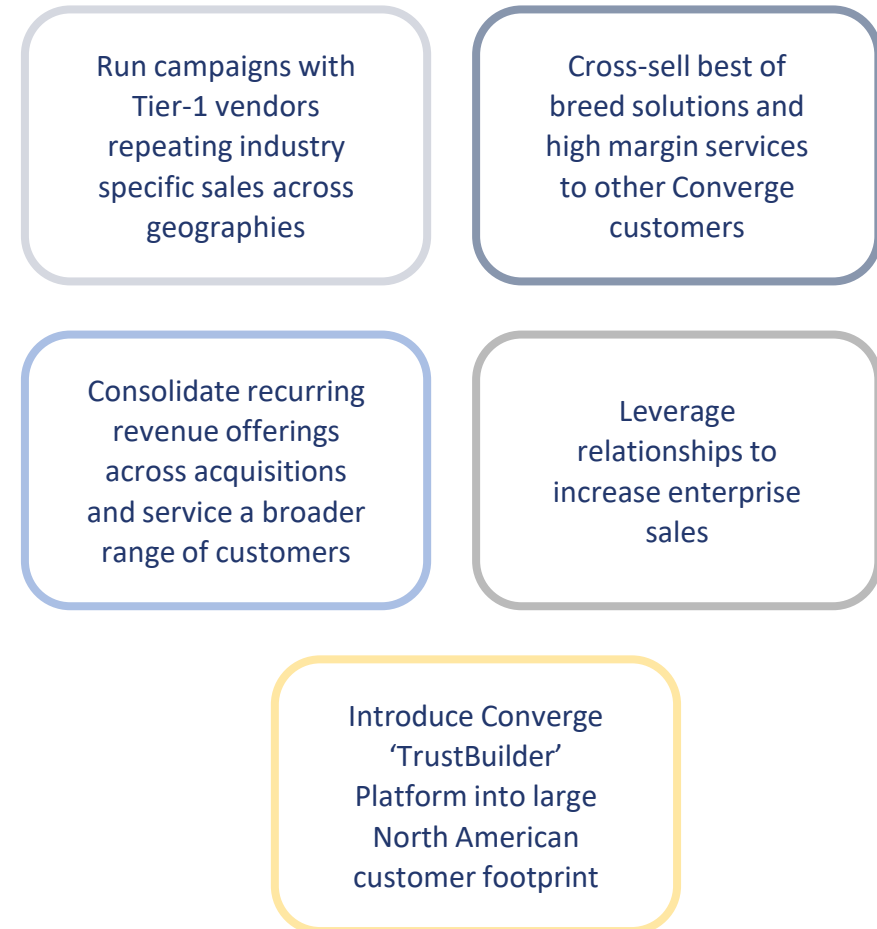 Run campaigns with
Tier-1 vendors
repeating industry
specific sales across
geographies
Cross-sell best of
breed solutions and
high margin services
to other Converge
customers
Consolidate recurring
revenue offerings
across acquisitions
and service a broader
range of customers
Leverage
relationships to
increase enterprise
sales
Introduce Converge
‘TrustBuilder’
Platform into large
North American
customer footprint